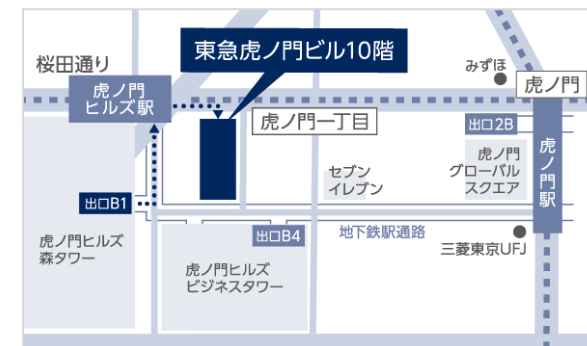 東急虎ノ門ビル10階
桜田通り
みずほ
虎ノ門
虎ノ門
ヒルズ駅
虎ノ門一丁目
出口2B
虎ノ門駅
虎ノ門
グローバル
スクエア
セブン
イレブン
出口B1
地下鉄駅通路
出口B4
三菱東京UFJ
虎ノ門ヒルズ
森タワー
虎ノ門ヒルズ
ビジネスタワー